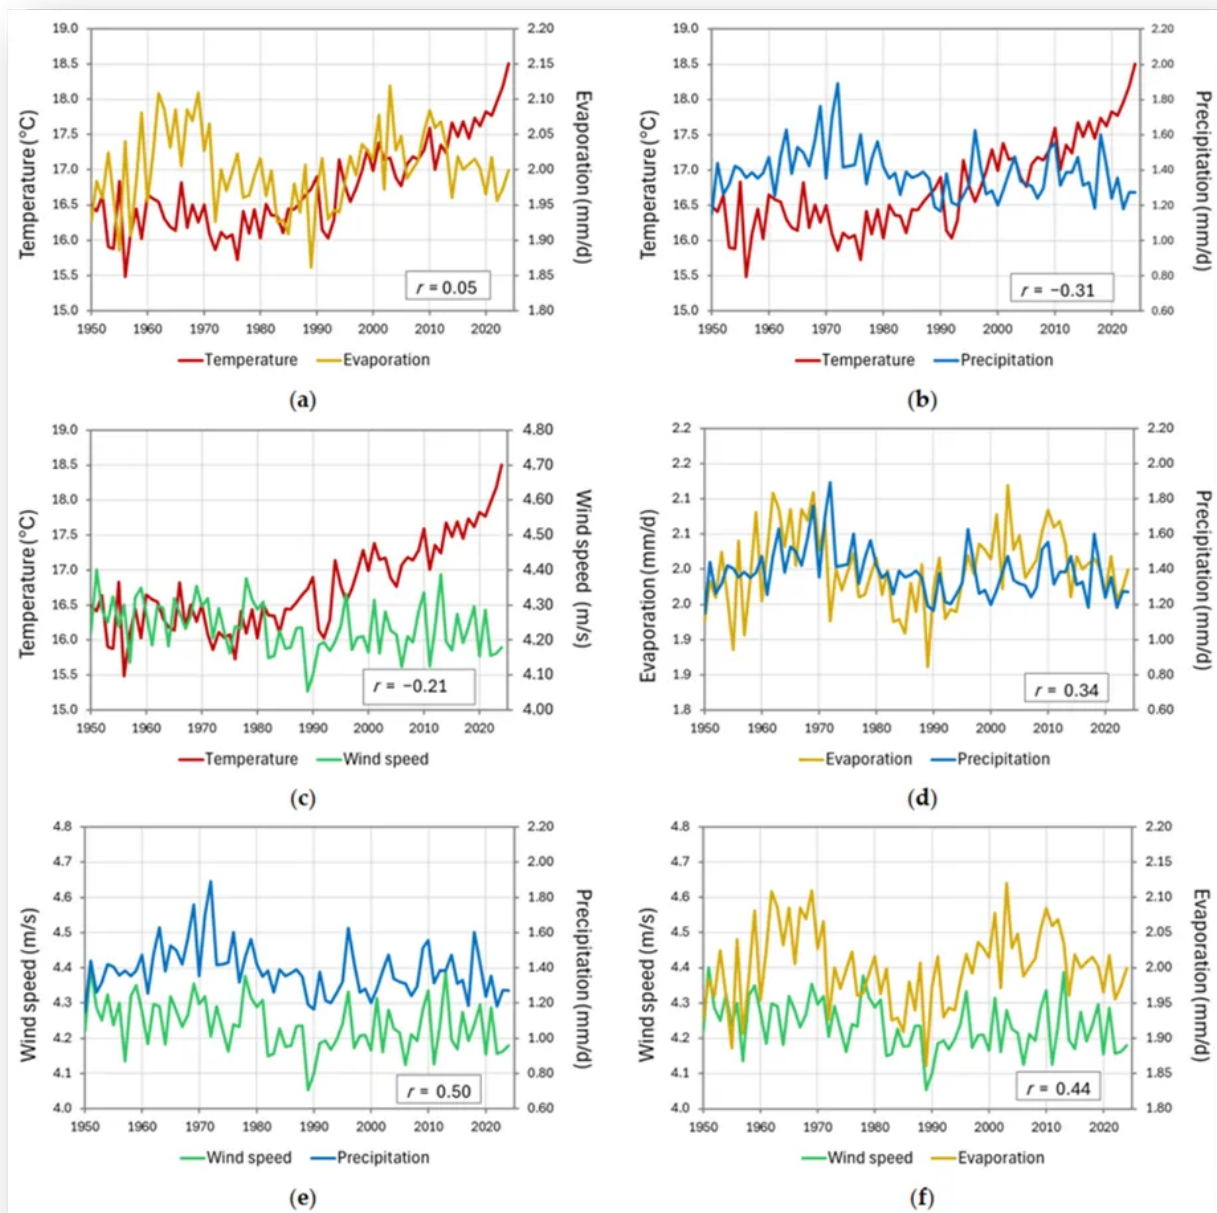 19.0 2.20
18.5 2.15
18.0 2.10
17.5 2.05
17.0 2.00
16.5 1.95
16.0 1.90
15.5 1.85
15.0 1.80
Temperature (°C)
Evaporation (mm/d)
r = 0.05
1950 1960 1970 1980 1990 2000 2010 2020
Temperature Evaporation
(a)
19.0 2.20
18.5 2.00
18.0 1.80
17.5 1.60
17.0 1.40
16.5 1.20
16.0 1.00
15.5 0.80
15.0 0.60
Temperature (°C)
Precipitation (mm/d)
r = −0.31
1950 1960 1970 1980 1990 2000 2010 2020
Temperature Precipitation
(b)
19.0 4.80
18.5 4.70
18.0 4.60
17.5 4.50
17.0 4.40
16.5 4.30
16.0 4.20
15.5 4.10
15.0 4.00
Temperature (°C)
Wind speed (m/s)
r = −0.21
1950 1960 1970 1980 1990 2000 2010 2020
Temperature Wind speed
(c)
2.2 2.20
2.2 2.00
2.1 1.80
2.1 1.60
2.0 1.40
2.0 1.20
1.9 1.00
1.9 0.80
1.8 0.60
Evaporation (mm/d)
Precipitation (mm/d)
r = 0.34
1950 1960 1970 1980 1990 2000 2010 2020
Evaporation Precipitation
(d)
4.8 2.20
4.7 2.00
4.6 1.80
4.5 1.60
4.4 1.40
4.3 1.20
4.2 1.00
4.1 0.80
4.0 0.60
Wind speed (m/s)
Precipitation (mm/d)
r = 0.50
1950 1960 1970 1980 1990 2000 2010 2020
Wind speed Precipitation
(e)
4.8 2.20
4.7 2.15
4.6 2.10
4.5 2.05
4.4 2.00
4.3 1.95
4.2 1.90
4.1 1.85
4.0 1.80
Wind speed (m/s)
Evaporation (mm/d)
r = 0.44
1950 1960 1970 1980 1990 2000 2010 2020
Wind speed Evaporation
(f)